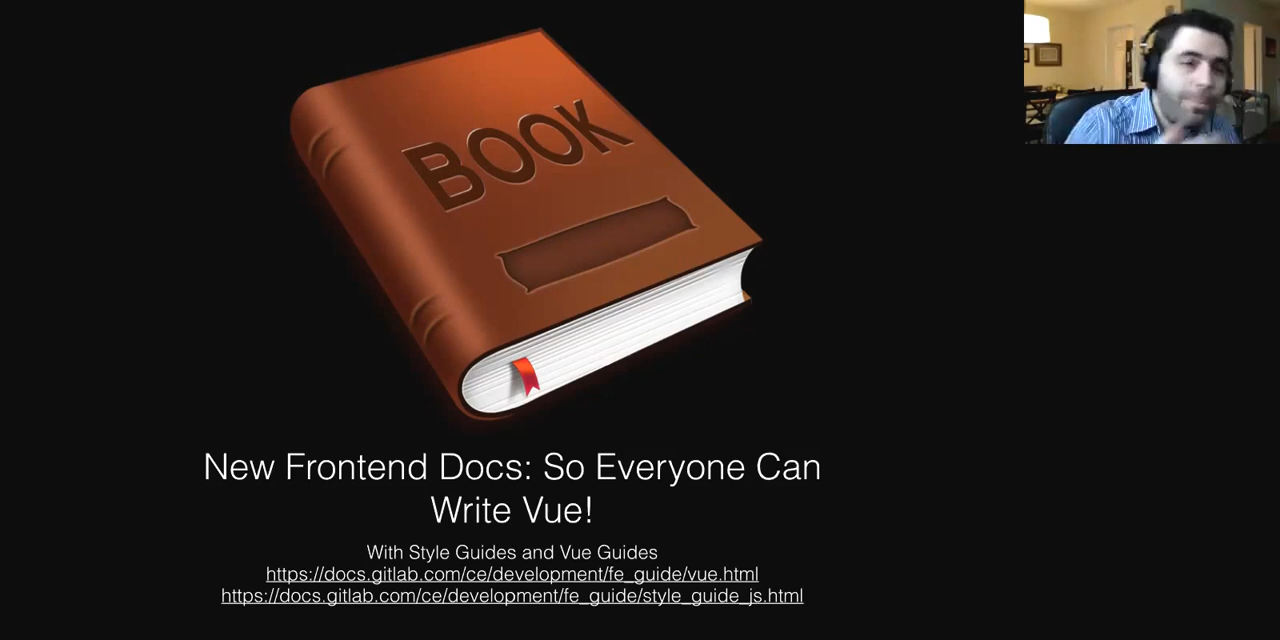 BOOK
New Frontend Docs: So Everyone Can
Write Vue!
With Style Guides and Vue Guides
https://docs.gitlab.com/ce/development/fe_guide/vue.html
https://docs.gitlab.com/ce/development/fe_guide/style_guide_js.html